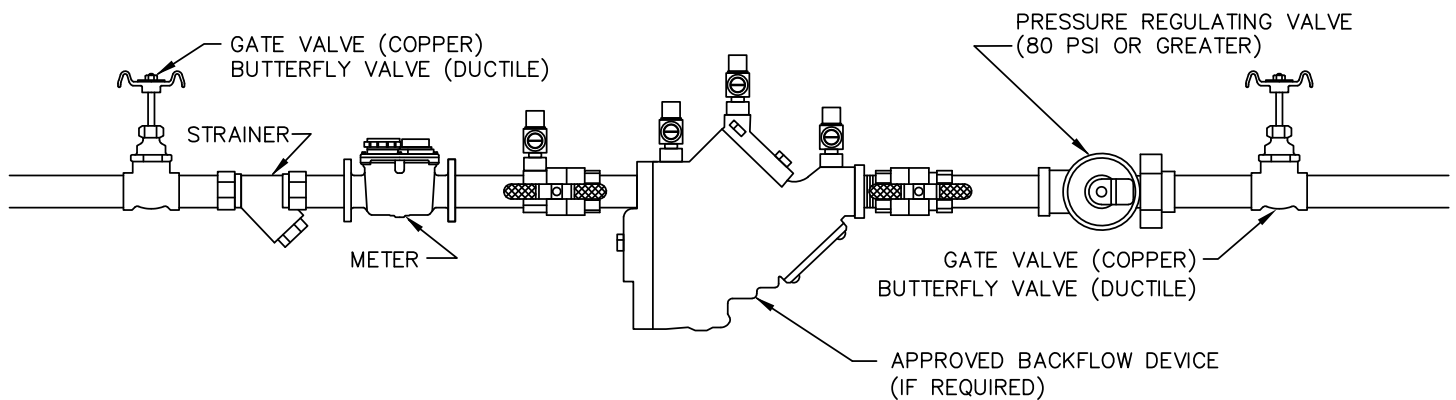 GATE VALVE (COPPER)
BUTTERFLY VALVE (DUCTILE)
PRESSURE REGULATING VALVE
(80 PSI OR GREATER)
STRAINER
METER
GATE VALVE (COPPER)
BUTTERFLY VALVE (DUCTILE)
APPROVED BACKFLOW DEVICE
(IF REQUIRED)